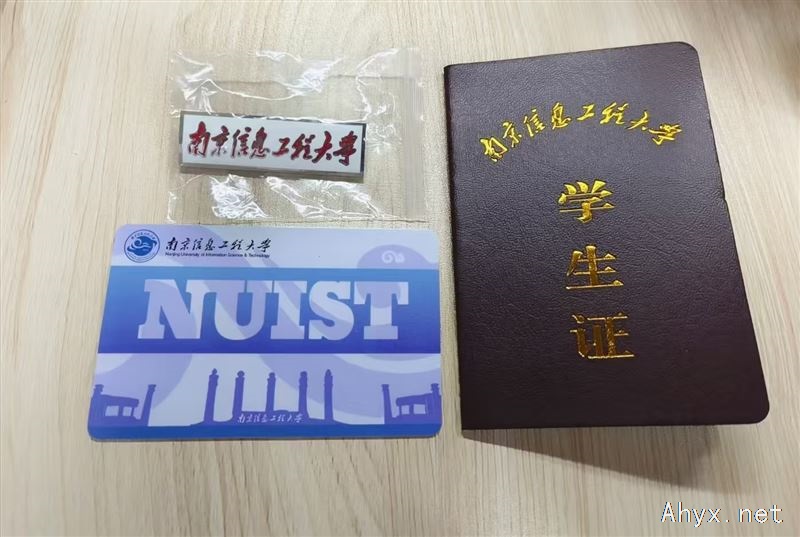 南京信息工程大学
南京信息工程大学
Nanjing University of Information Science & Technology
NUIST
南京信息工程大学
南京信息工程大学
学
生
证
Ahyx.net